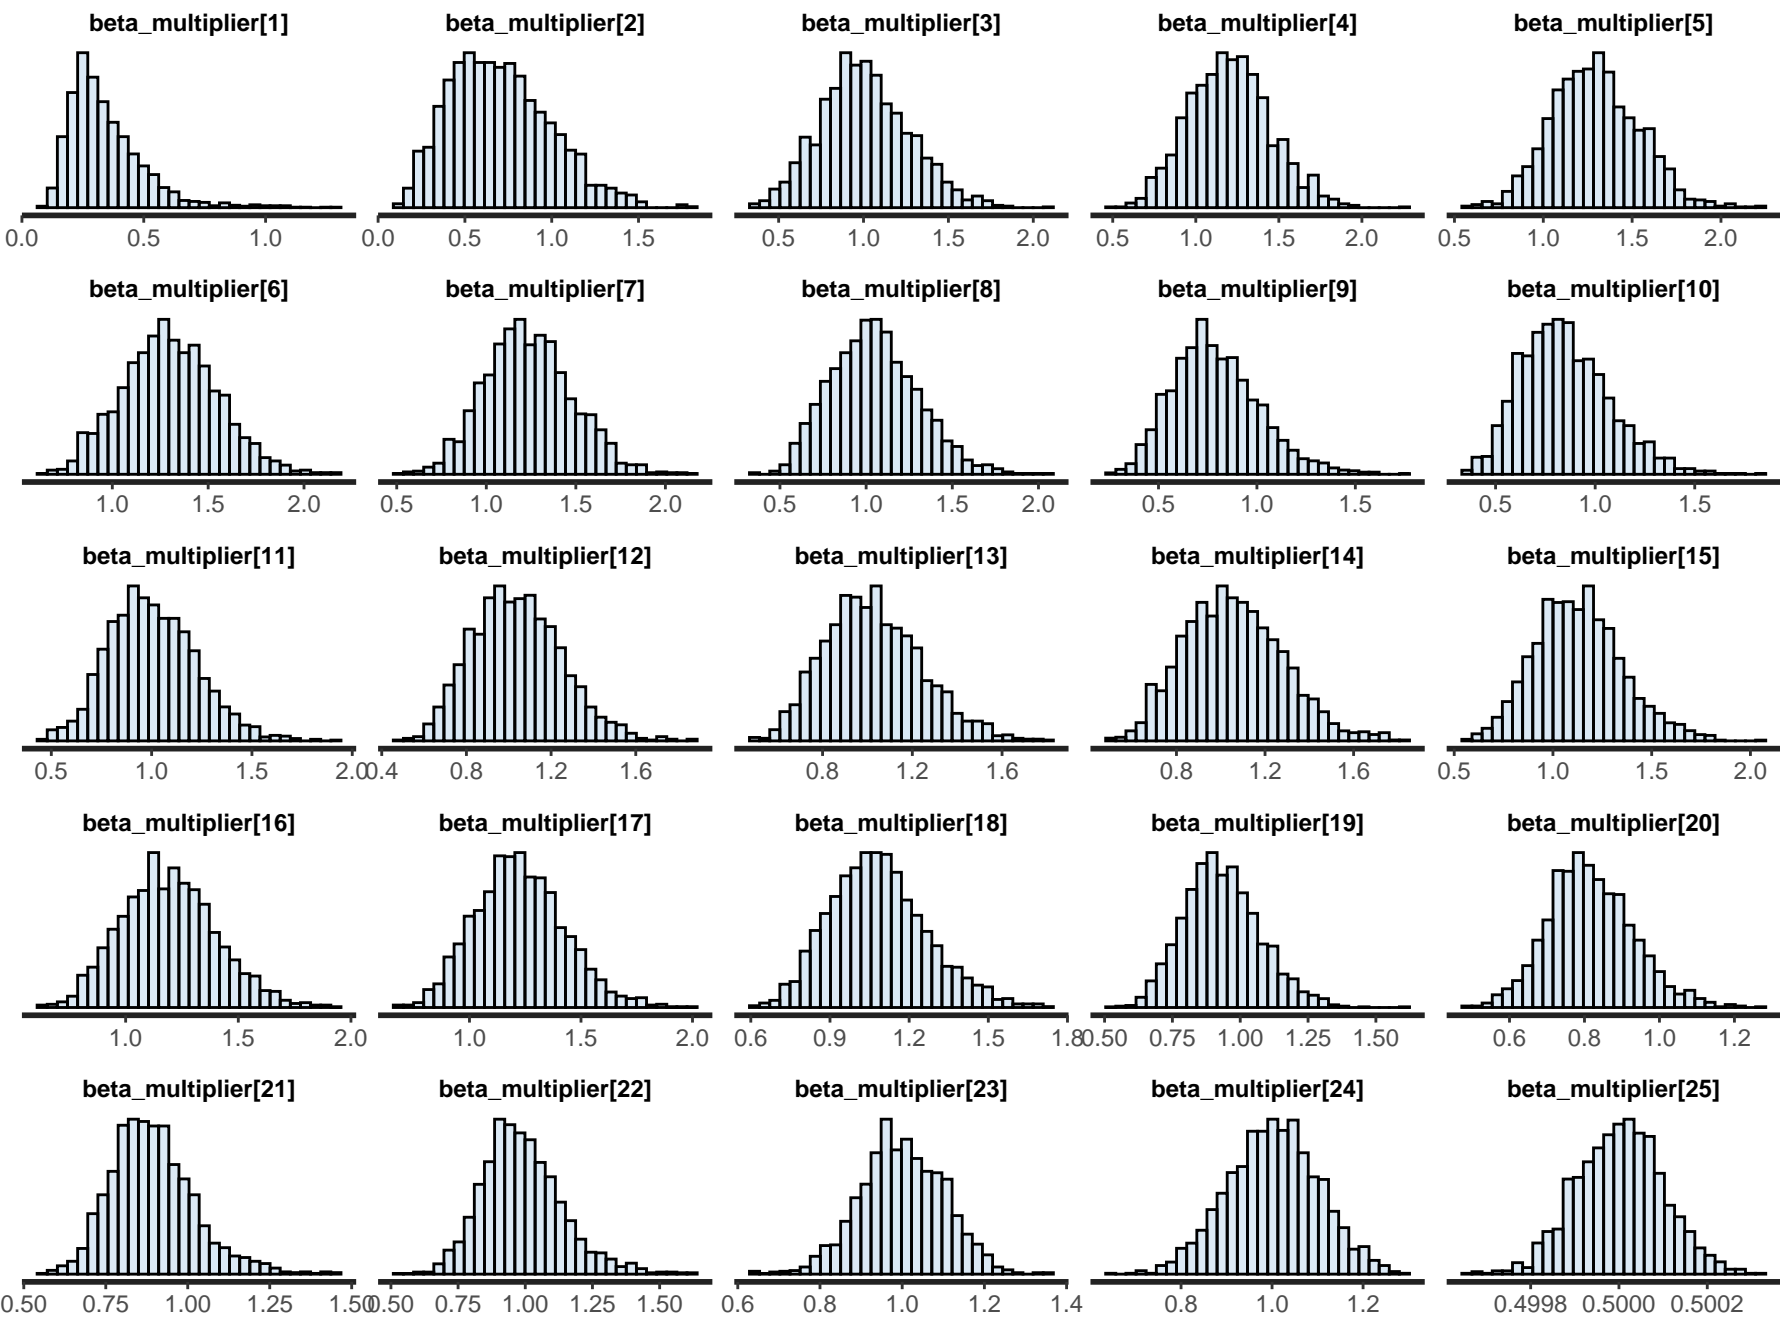 beta_multiplier[1] beta_multiplier[2] beta_multiplier[3] beta_multiplier[4] beta_multiplier[5]
0.0 0.5 1.0 0.0 0.5 1.0 1.5 0.5 1.0 1.5 2.0 0.5 1.0 1.5 2.0 0.5 1.0 1.5 2.0
beta_multiplier[6] beta_multiplier[7] beta_multiplier[8] beta_multiplier[9] beta_multiplier[10]
1.0 1.5 2.0 0.5 1.0 1.5 2.0 0.5 1.0 1.5 2.0 0.5 1.0 1.5 0.5 1.0 1.5
beta_multiplier[11] beta_multiplier[12] beta_multiplier[13] beta_multiplier[14] beta_multiplier[15]
0.5 1.0 1.5 2.0 0.4 0.8 1.2 1.6 0.8 1.2 1.6 0.8 1.2 1.6 0.5 1.0 1.5 2.0
beta_multiplier[16] beta_multiplier[17] beta_multiplier[18] beta_multiplier[19] beta_multiplier[20]
1.0 1.5 2.0 1.0 1.5 2.0 0.6 0.9 1.2 1.5 1.8 0.50 0.75 1.00 1.25 1.50 0.6 0.8 1.0 1.2
beta_multiplier[21] beta_multiplier[22] beta_multiplier[23] beta_multiplier[24] beta_multiplier[25]
0.50 0.75 1.00 1.25 1.50 0.50 0.75 1.00 1.25 1.50 0.6 0.8 1.0 1.2 1.4 0.8 1.0 1.2 0.4998 0.5000 0.5002